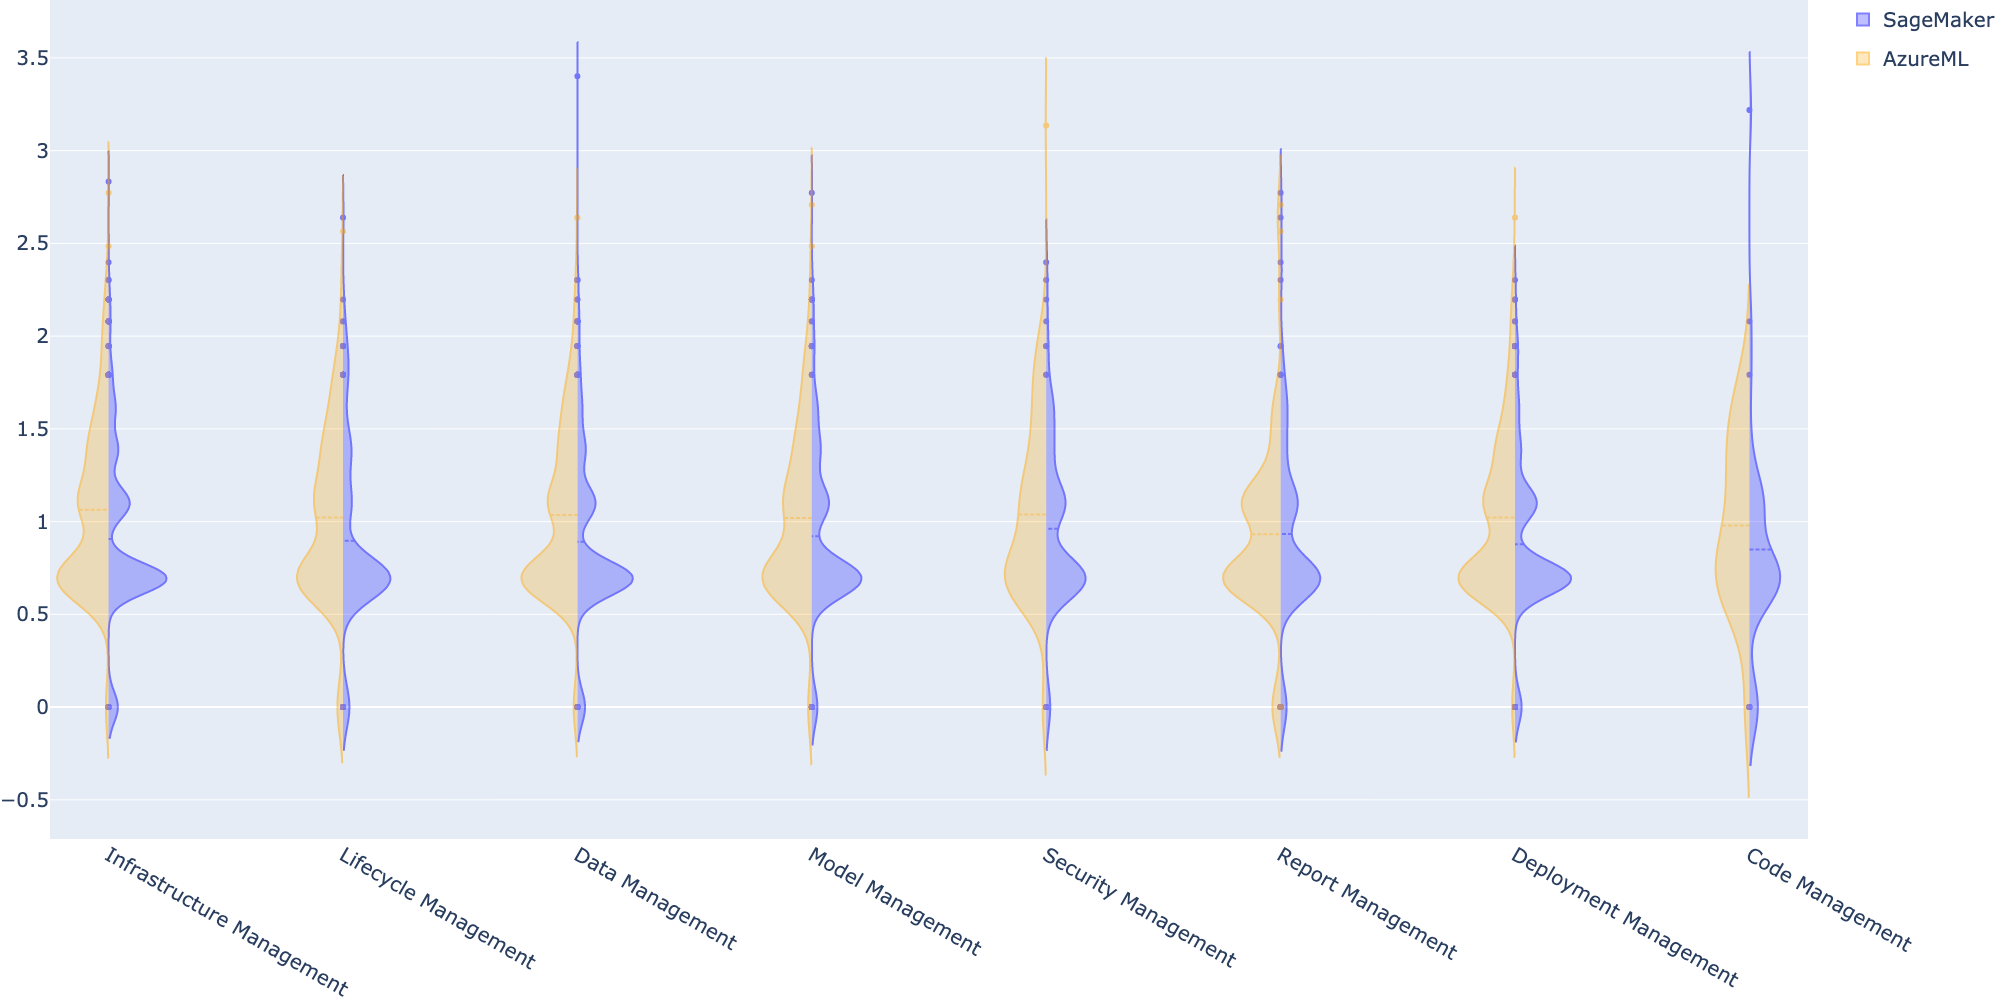 SageMaker
AzureML
3.5
3
2.5
2
1.5
1
0.5
0
−0.5
Infrastructure Management
Lifecycle Management
Data Management
Model Management
Security Management
Report Management
Deployment Management
Code Management